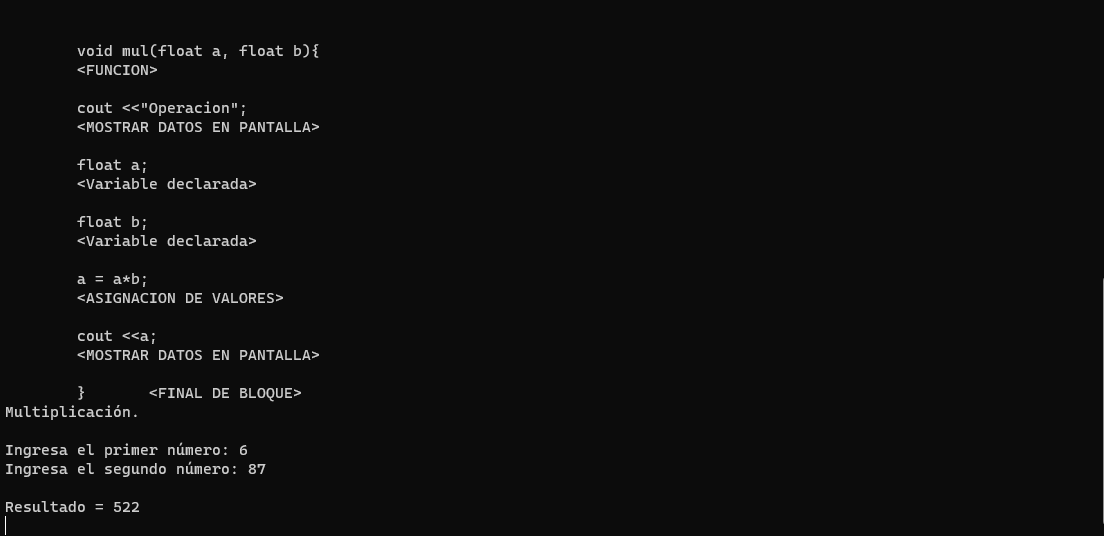 void mul(float a, float b){
<FUNCION>
cout <<"Operacion";
<MOSTRAR DATOS EN PANTALLA>
float a;
<Variable declarada>
float b;
<Variable declarada>
a = a*b;
<ASIGNACION DE VALORES>
cout <<a;
<MOSTRAR DATOS EN PANTALLA>
} <FINAL DE BLOQUE>
Multiplicación.
Ingresa el primer número: 6
Ingresa el segundo número: 87
Resultado = 522